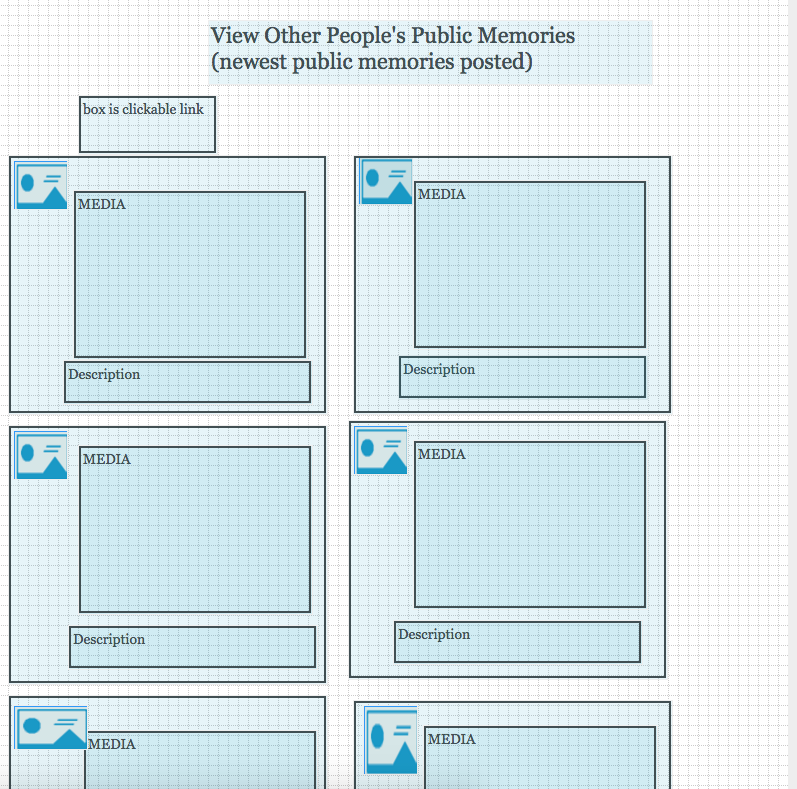 View Other People's Public Memories
(newest public memories posted)
box is clickable link
MEDIA
Description
MEDIA
Description
MEDIA
Description
MEDIA
Description
MEDIA
MEDIA